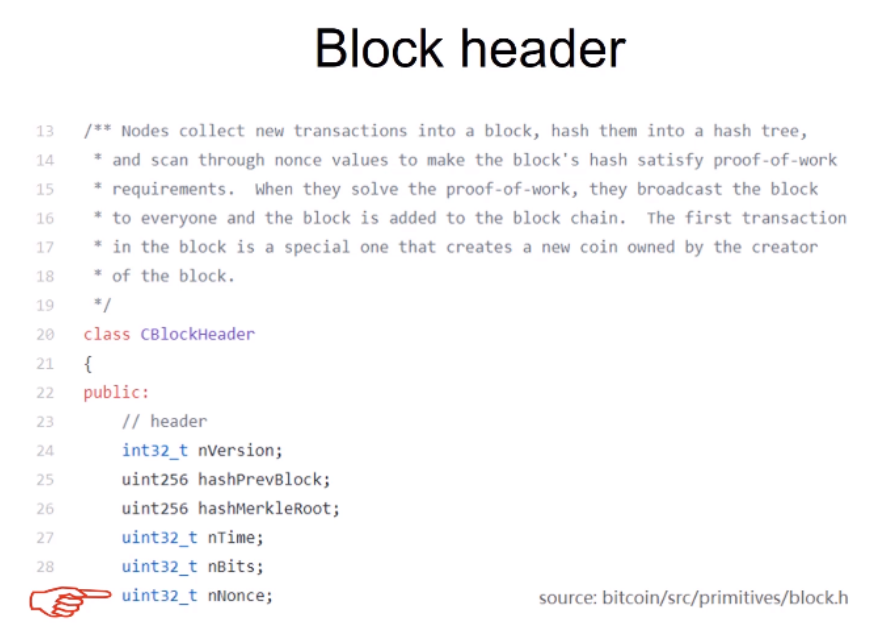 Block header
13 /** Nodes collect new transactions into a block, hash them into a hash tree,
14 * and scan through nonce values to make the block's hash satisfy proof-of-work
15 * requirements.  When they solve the proof-of-work, they broadcast the block
16 * to everyone and the block is added to the block chain.  The first transaction
17 * in the block is a special one that creates a new coin owned by the creator
18 * of the block.
19 */
20 class CBlockHeader
21 {
22 public:
23 // header
24 int32_t nVersion;
25 uint256 hashPrevBlock;
26 uint256 hashMerkleRoot;
27 uint32_t nTime;
28 uint32_t nBits;
uint32_t nNonce;
source: bitcoin/src/primitives/block.h